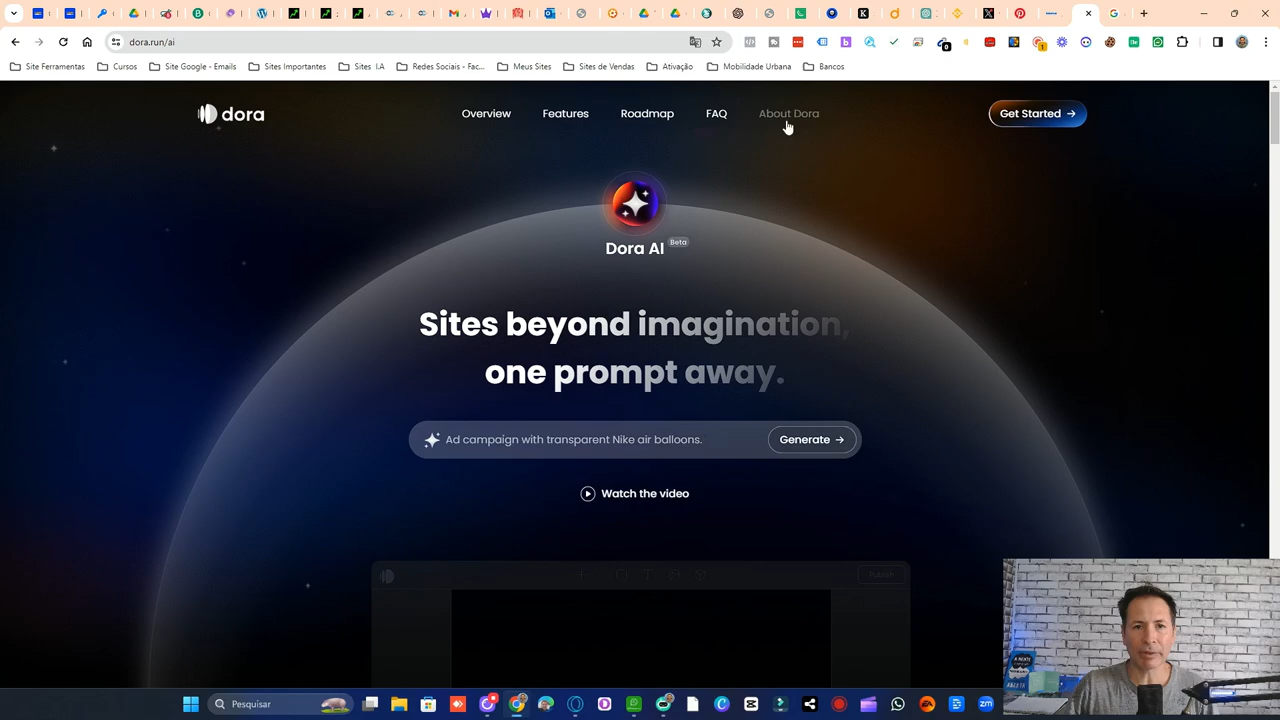 dora.run/ai
Site Ferramentas
Cursos
Site Google - Emails
Sites Importantes
Sites I.A
Redes Sociais - Fac...
Meus Sites
Sites de Vendas
Ativação
Mobilidade Urbana
Bancos
dora
Overview
Features
Roadmap
FAQ
About Dora
Get Started →
Dora AI
Beta
Sites beyond imagination,
one prompt away.
Ad campaign with transparent Nike air balloons.
Generate →
Watch the video
Publish
Pesquisar